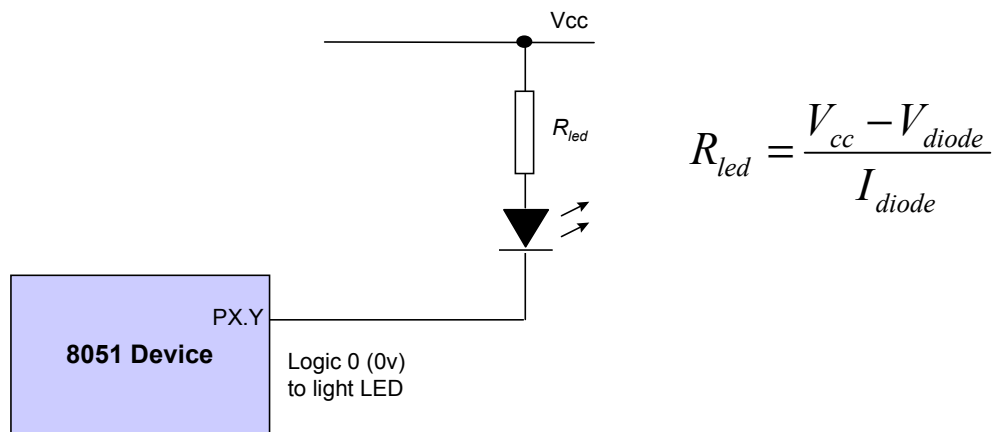 Vcc
R_led
R_led = (V_cc − V_diode) / I_diode
PX.Y
8051 Device
Logic 0 (0v)
to light LED